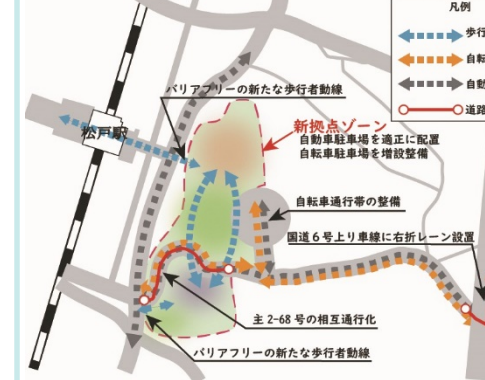 凡例
歩行
自転
自動
道路
バリアフリーの新たな歩行者動線
松戸駅
新拠点ゾーン
自動車駐車場を適正に配置
自転車駐車場を増設整備
自転車通行帯の整備
国道6号上り車線に右折レーン設置
主2-68号の相互通行化
バリアフリーの新たな歩行者動線